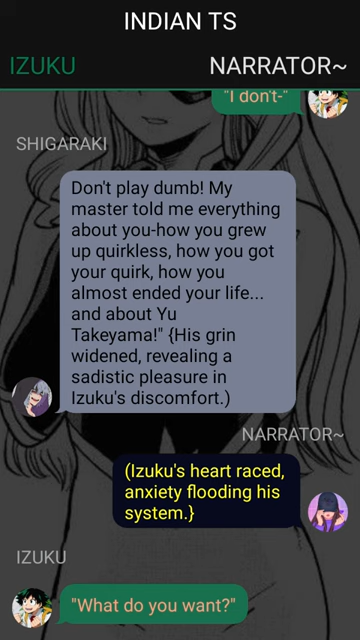 INDIAN TS
IZUKU
NARRATOR~
"I don't-"
SHIGARAKI
Don't play dumb! My
master told me everything
about you-how you grew
up quirkless, how you got
your quirk, how you
almost ended your life...
and about Yu
Takeyama!" {His grin
widened, revealing a
sadistic pleasure in
Izuku's discomfort.)
NARRATOR~
(Izuku's heart raced,
anxiety flooding his
system.}
IZUKU
"What do you want?"